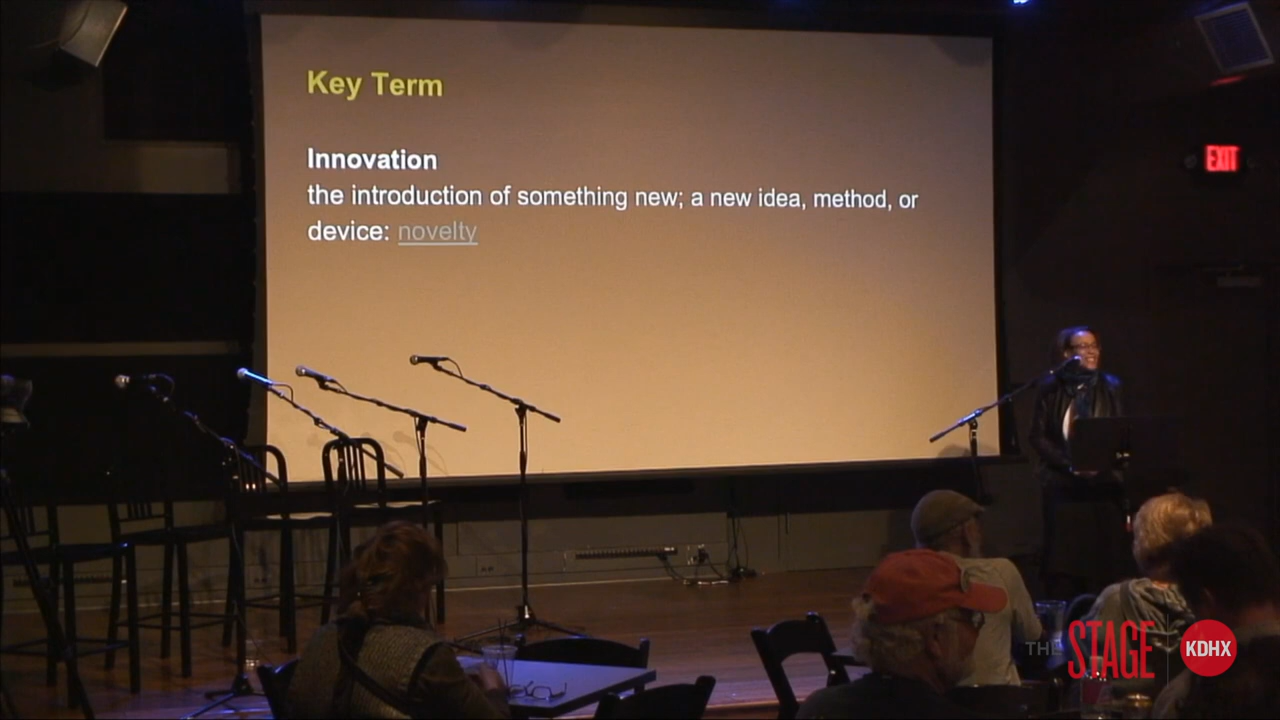 Key Term
Innovation
the introduction of something new; a new idea, method, or
device: novelty
EXIT
THE STAGE KDHX